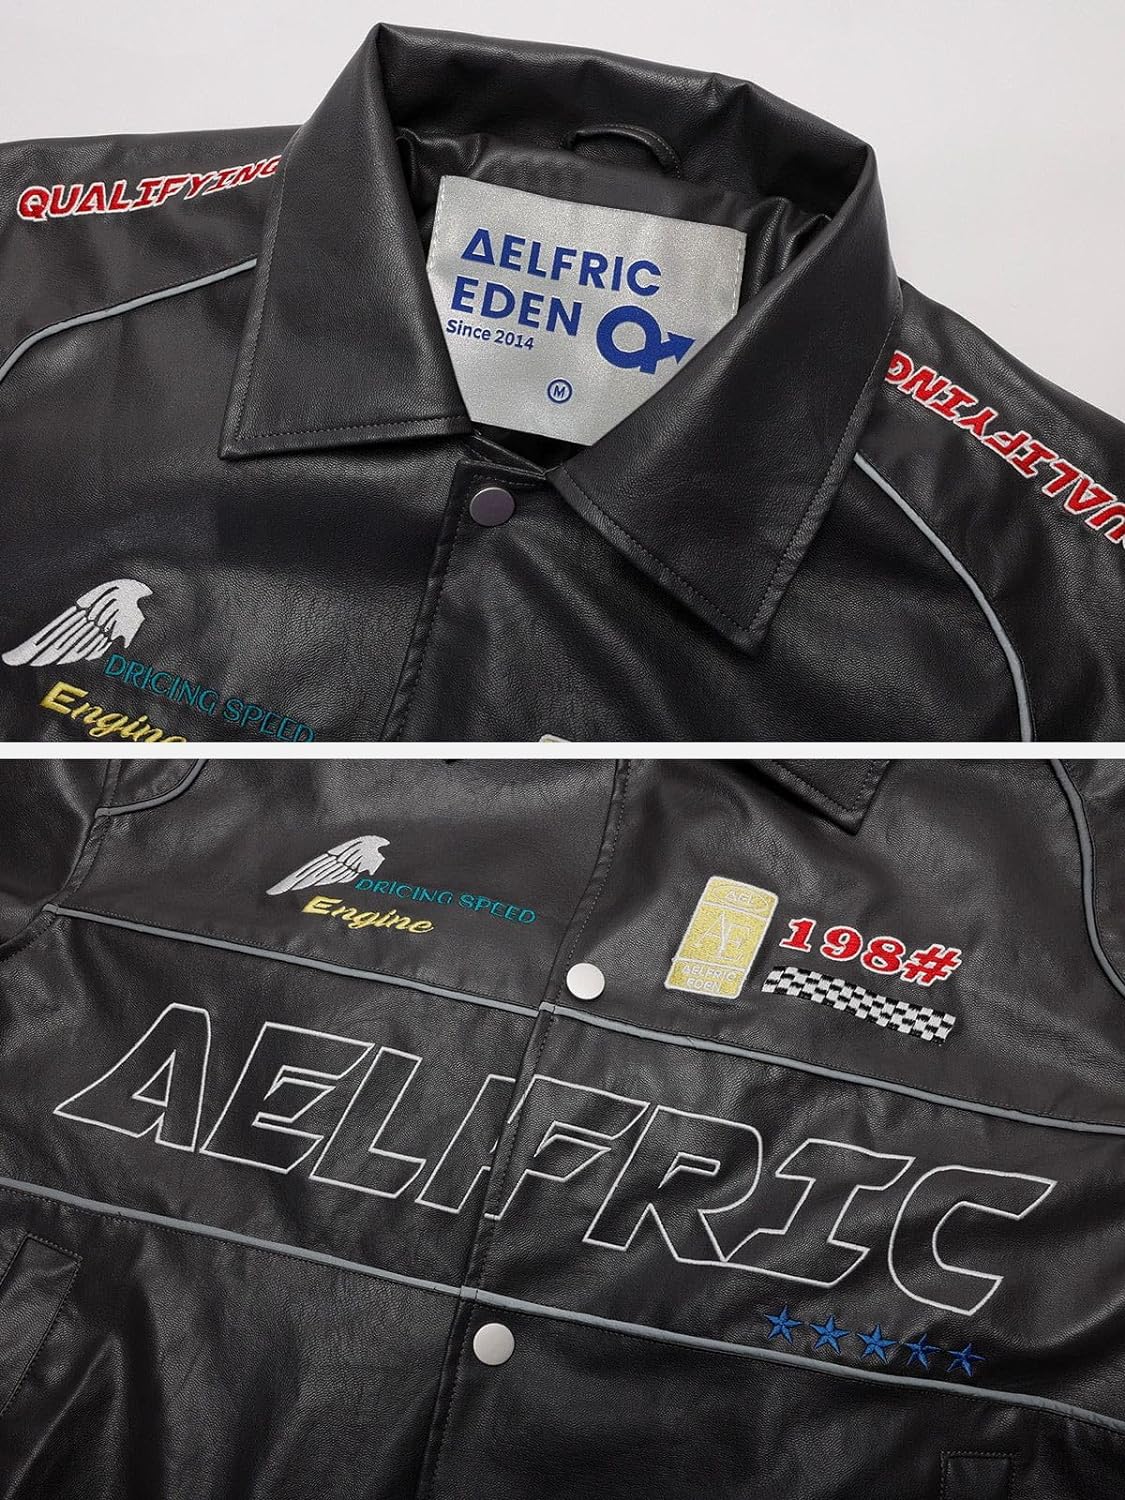 QUALIFYING
AELFRIC
EDEN
Since 2014
M
QUALIFYING
DRICING SPEED
Engine
DRICING SPEED
Engine
AEL
AE
AELFRIC
EDEN
198#
AELFRIC